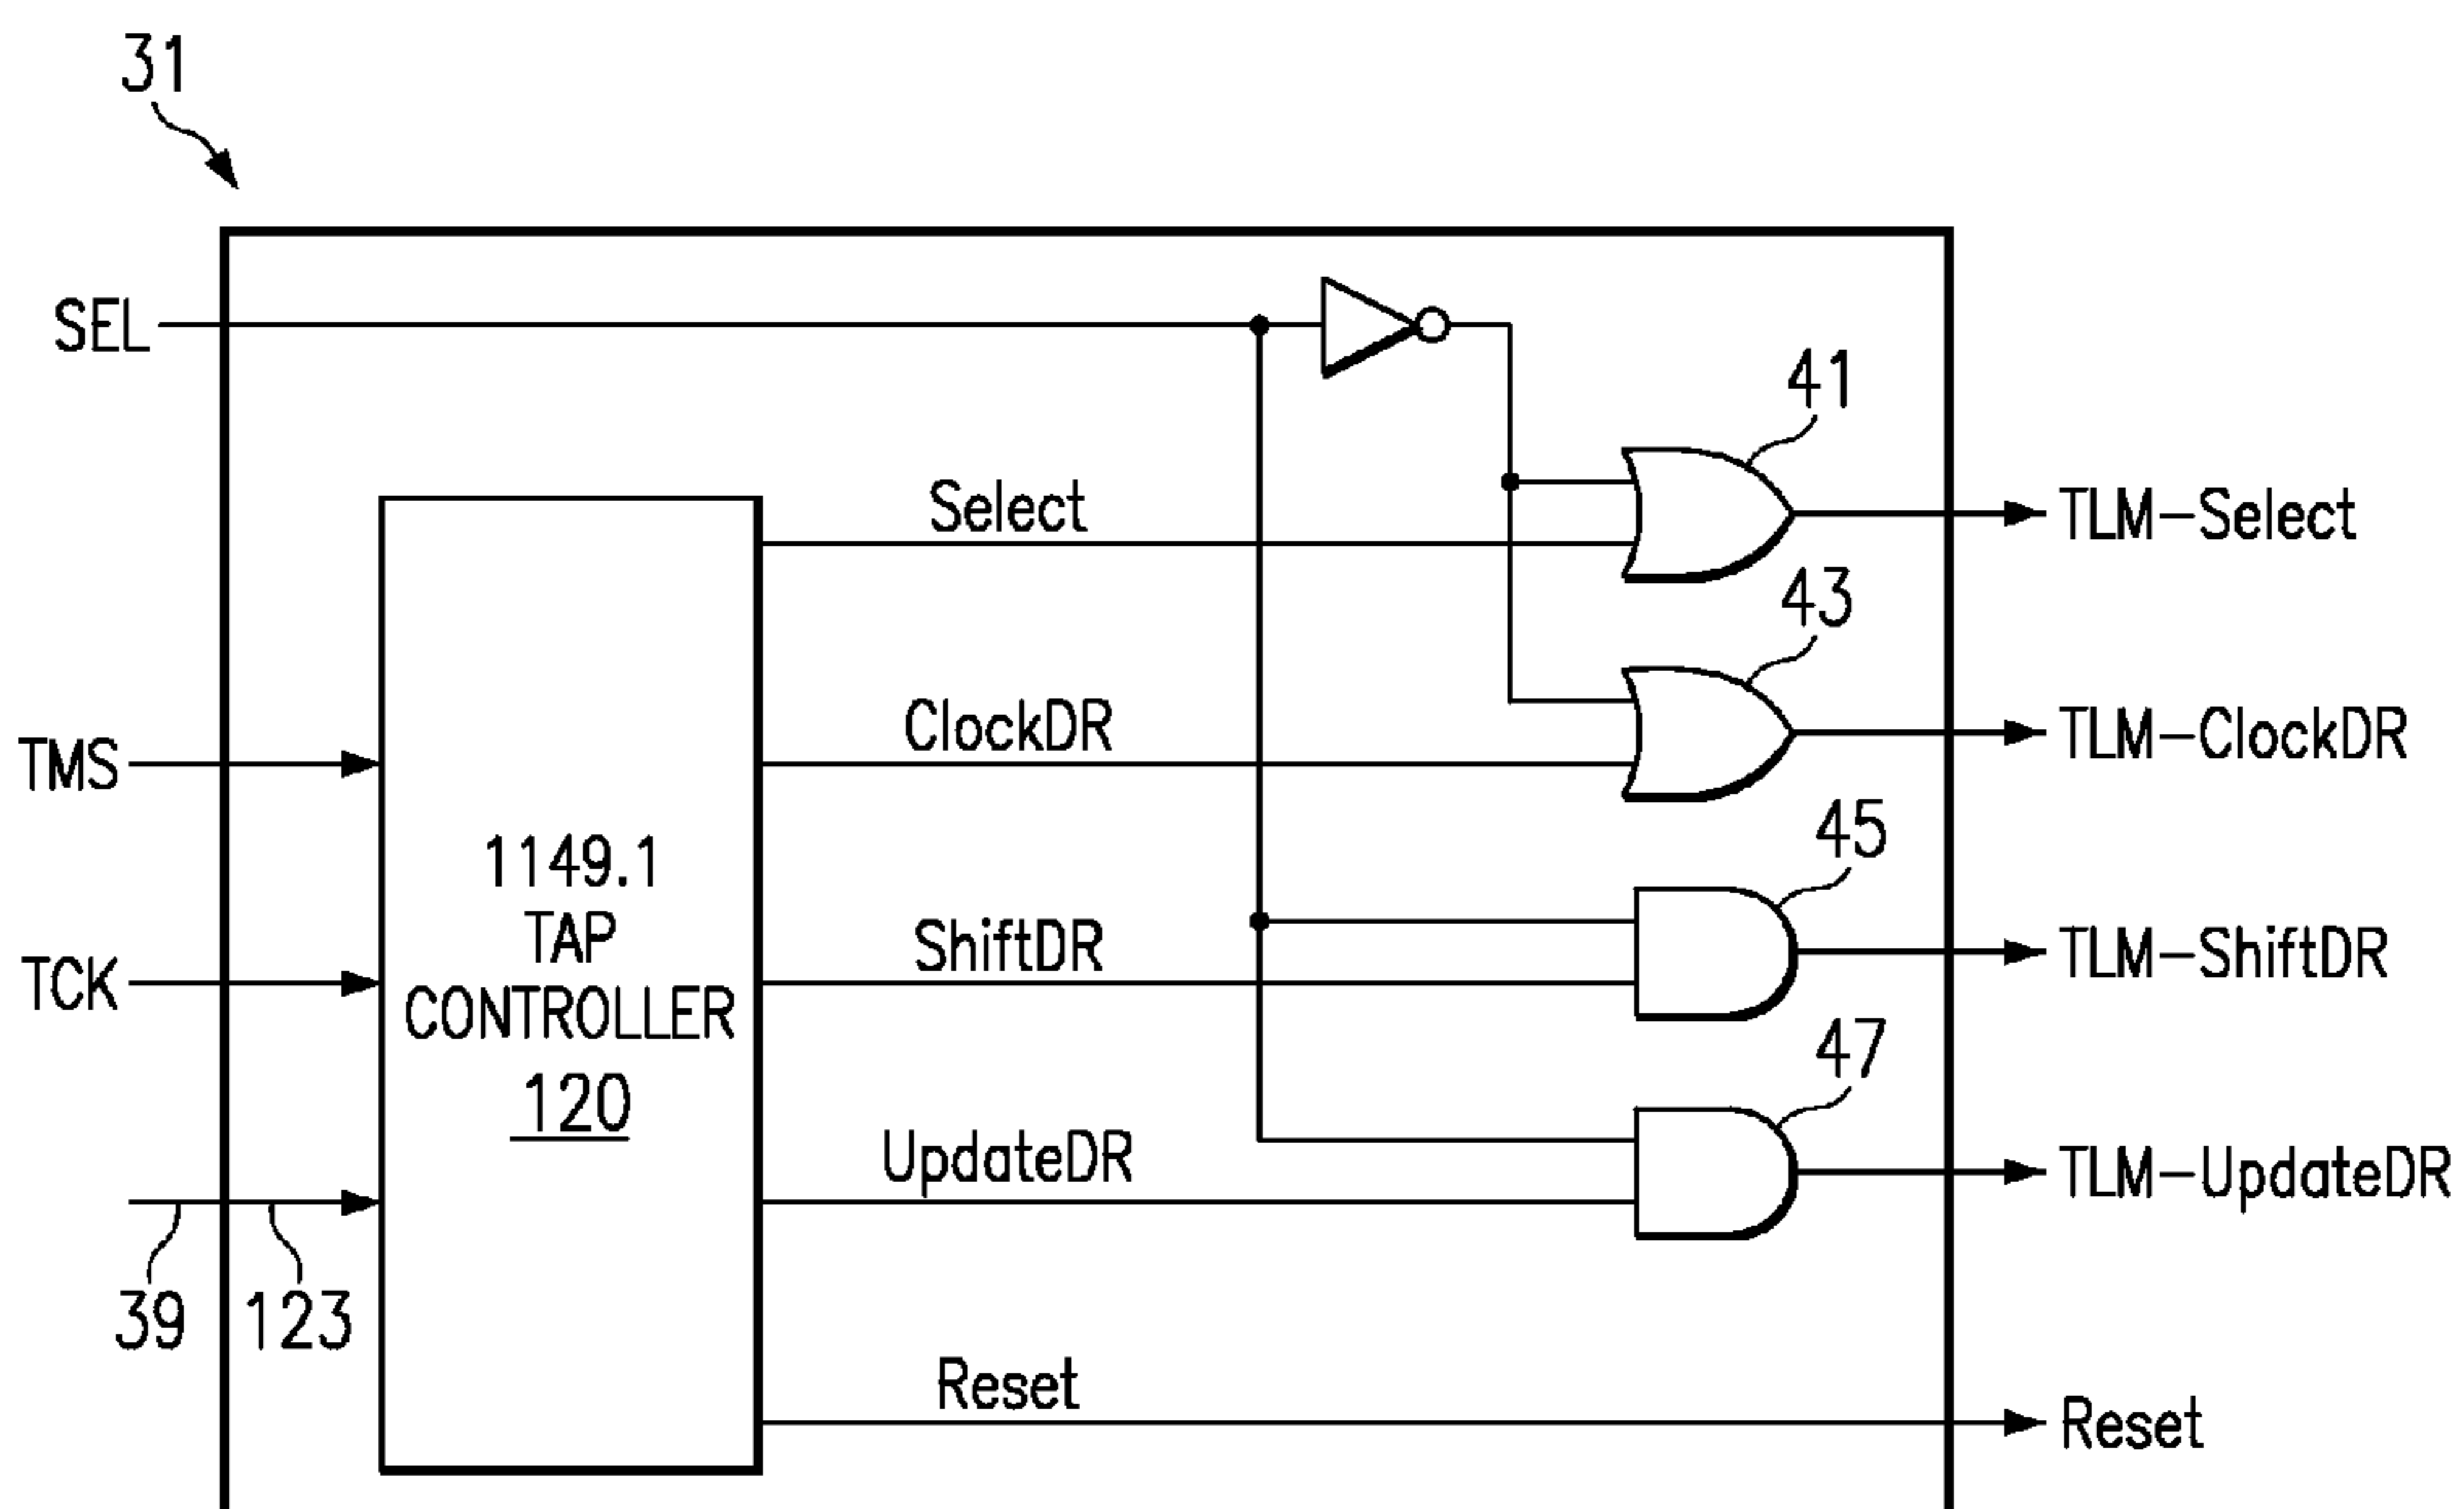 31
SEL
41
Select
TLM-Select
43
ClockDR
TLM-ClockDR
TMS
45
1149.1
TAP
CONTROLLER
120
ShiftDR
TLM-ShiftDR
TCK
47
UpdateDR
TLM-UpdateDR
39
123
Reset
Reset